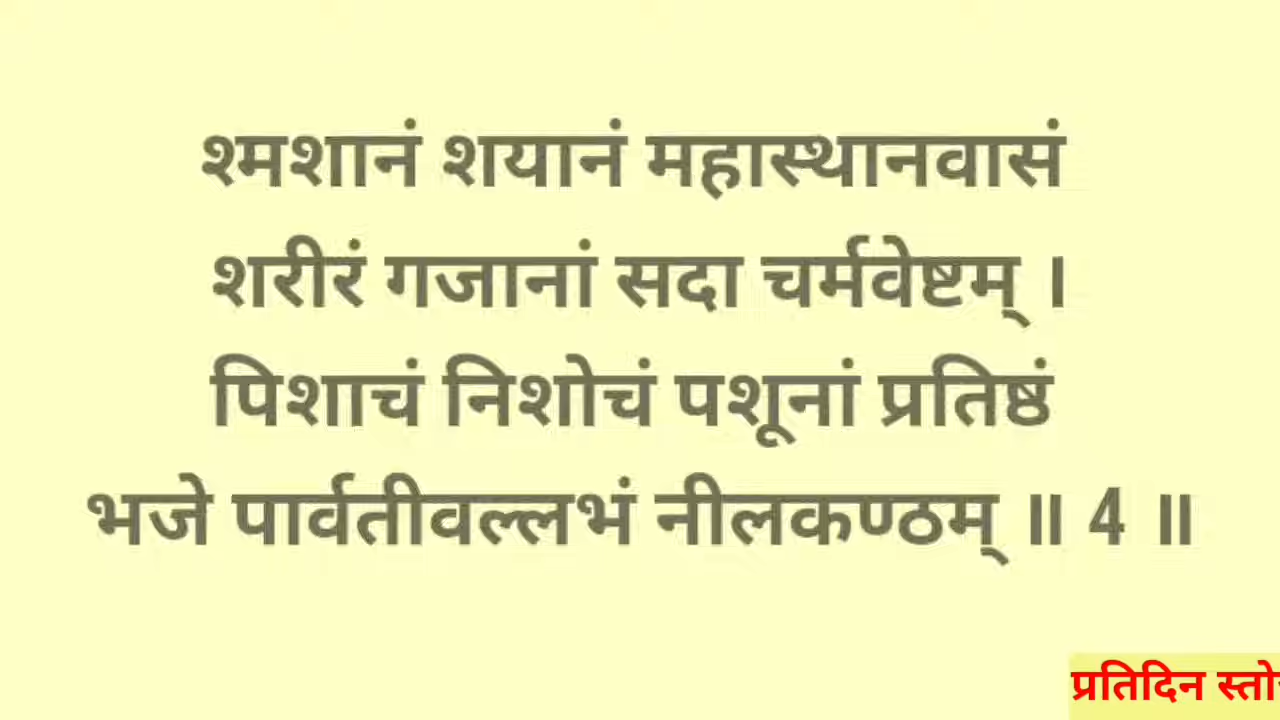 श्मशानं शयानं महास्थानवासं
शरीरं गजानां सदा चर्मवेष्टम् ।
पिशाचं निशोचं पशूनां प्रतिष्ठं
भजे पार्वतीवल्लभं नीलकण्ठम् ॥ 4 ॥
प्रतिदिन